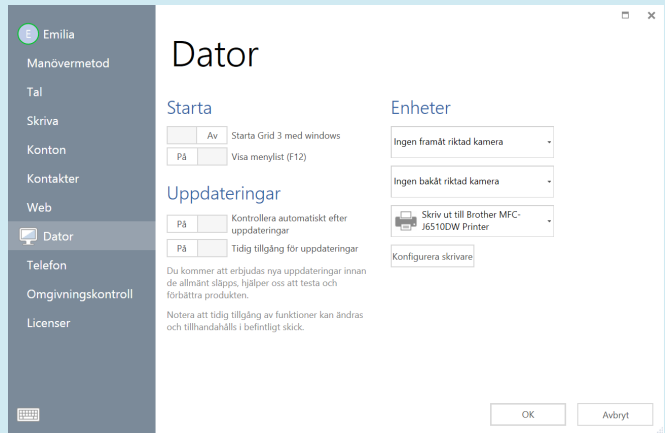 E Emilia
Manövermetod
Tal
Skriva
Konton
Kontakter
Web
Dator
Telefon
Omgivningskontroll
Licenser
Dator
Starta
Av Starta Grid 3 med windows
På Visa menylist (F12)
Uppdateringar
På Kontrollera automatiskt efter
uppdateringar
På Tidig tillgång för uppdateringar
Du kommer att erbjudas nya uppdateringar innan
de allmänt släpps, hjälper oss att testa och
förbättra produkten.
Notera att tidig tillgång av funktioner kan ändras
och tillhandahålls i befintligt skick.
Enheter
Ingen framåt riktad kamera
Ingen bakåt riktad kamera
Skriv ut till Brother MFC-
J6510DW Printer
Konfigurera skrivare
OK
Avbryt